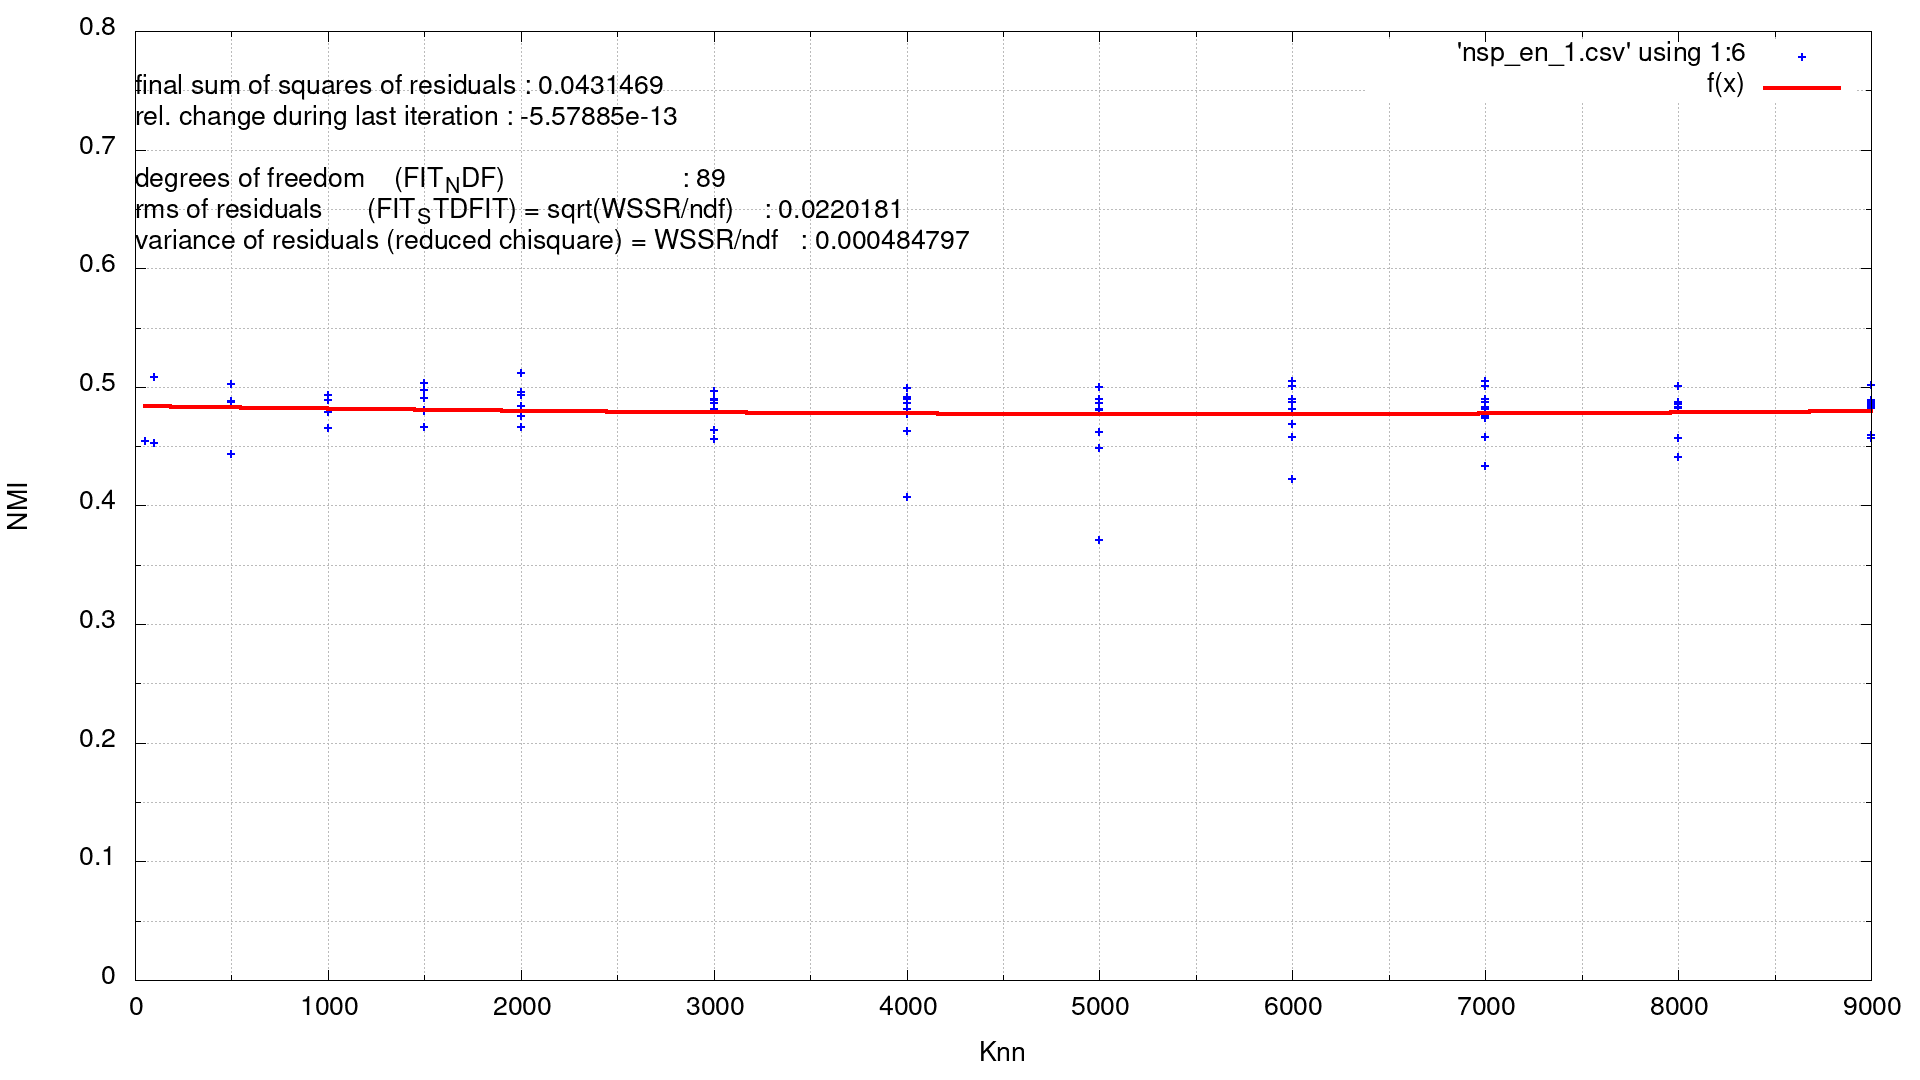 0.8
'nsp_en_1.csv' using 1:6
f(x)
final sum of squares of residuals : 0.0431469
rel. change during last iteration : -5.57885e-13
0.7
degrees of freedom (FIT_NDF) : 89
rms of residuals (FIT_STDFIT) = sqrt(WSSR/ndf) : 0.0220181
variance of residuals (reduced chisquare) = WSSR/ndf : 0.000484797
0.6
0.5
0.4
NMI
0.3
0.2
0.1
0
0 1000 2000 3000 4000 5000 6000 7000 8000 9000
Knn